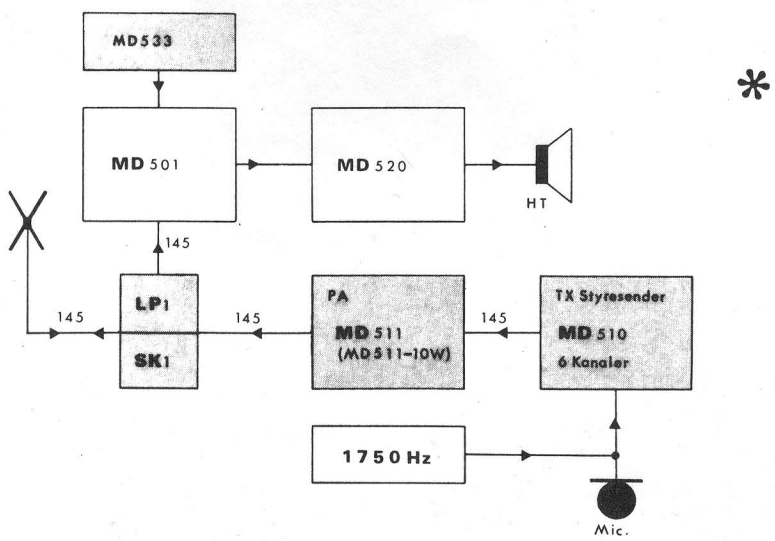 MD533
*
MD 501
MD 520
HT
145
LP1
SK1
145
145
PA
MD 511
(MD511-10W)
145
TX Styresender
MD 510
6 Kanaler
1750 Hz
Mic.